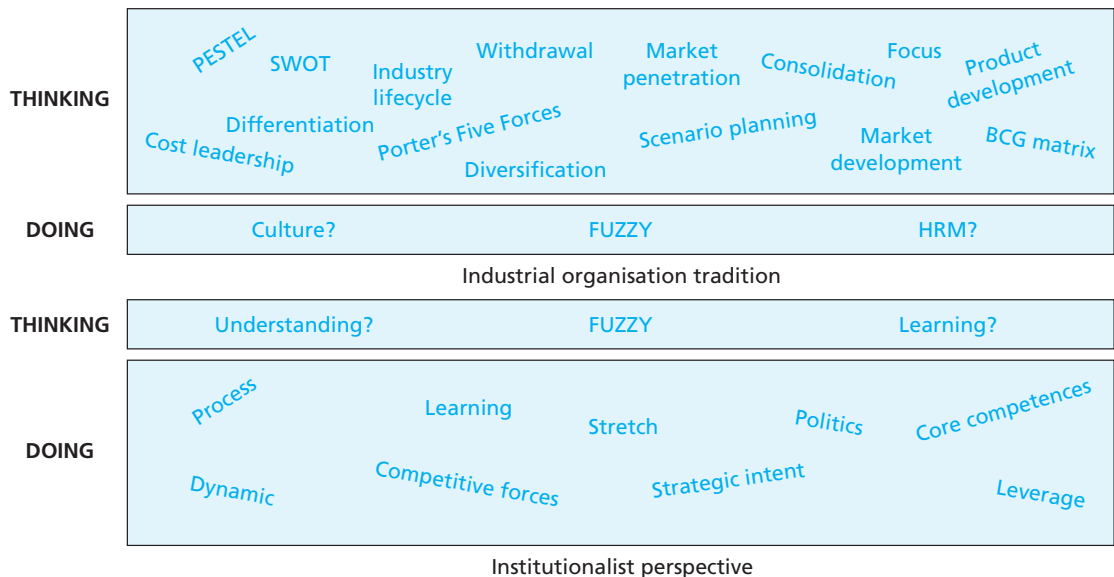 PESTEL
SWOT
Industry
lifecycle
Withdrawal
Market
penetration
Consolidation
Focus
Product
development
THINKING
Cost leadership
Differentiation
Porter's Five Forces
Diversification
Scenario planning
Market
development
BCG matrix
DOING
Culture?
FUZZY
HRM?
Industrial organisation tradition
THINKING
Understanding?
FUZZY
Learning?
Process
Learning
Stretch
Politics
Core competences
DOING
Dynamic
Competitive forces
Strategic intent
Leverage
Institutionalist perspective